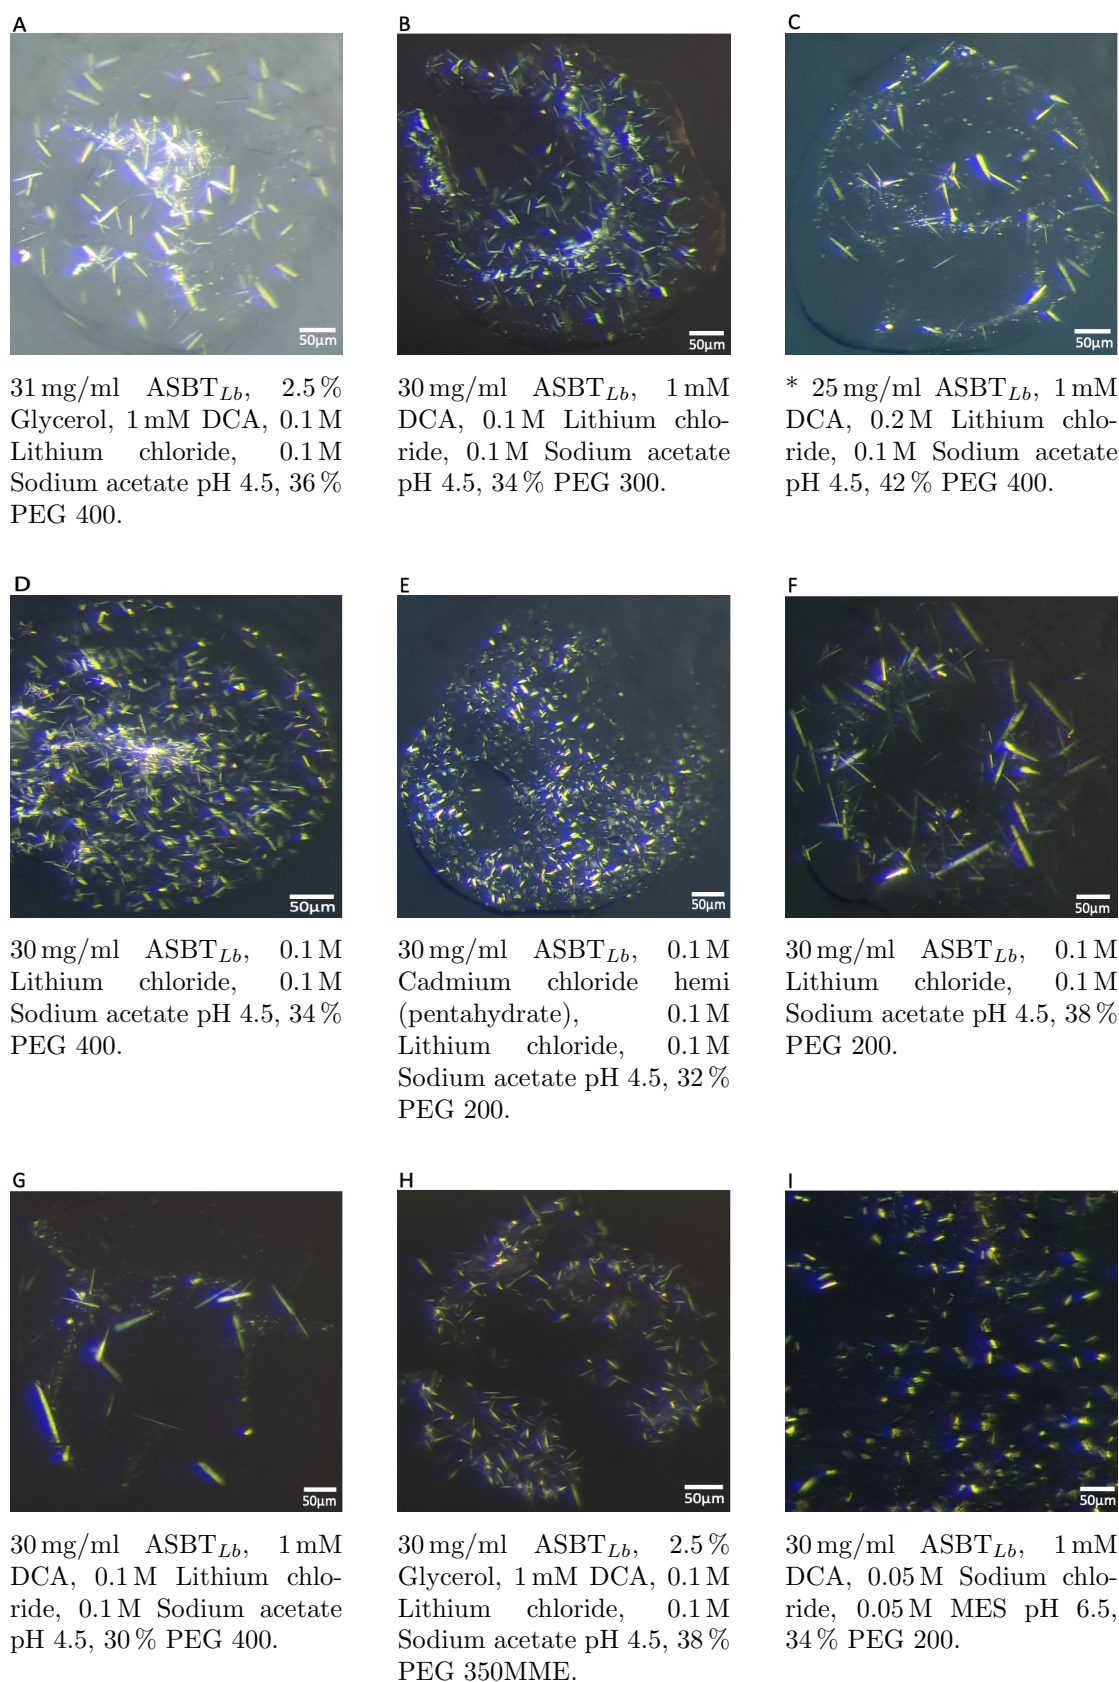 A
50µm
31 mg/ml ASBT_Lb, 2.5 %
Glycerol, 1 mM DCA, 0.1 M
Lithium chloride, 0.1 M
Sodium acetate pH 4.5, 36 %
PEG 400.
B
50µm
30 mg/ml ASBT_Lb, 1 mM
DCA, 0.1 M Lithium chlo-
ride, 0.1 M Sodium acetate
pH 4.5, 34 % PEG 300.
C
50µm
* 25 mg/ml ASBT_Lb, 1 mM
DCA, 0.2 M Lithium chlo-
ride, 0.1 M Sodium acetate
pH 4.5, 42 % PEG 400.
D
50µm
30 mg/ml ASBT_Lb, 0.1 M
Lithium chloride, 0.1 M
Sodium acetate pH 4.5, 34 %
PEG 400.
E
50µm
30 mg/ml ASBT_Lb, 0.1 M
Cadmium chloride hemi
(pentahydrate), 0.1 M
Lithium chloride, 0.1 M
Sodium acetate pH 4.5, 32 %
PEG 200.
F
50µm
30 mg/ml ASBT_Lb, 0.1 M
Lithium chloride, 0.1 M
Sodium acetate pH 4.5, 38 %
PEG 200.
G
50µm
30 mg/ml ASBT_Lb, 1 mM
DCA, 0.1 M Lithium chlo-
ride, 0.1 M Sodium acetate
pH 4.5, 30 % PEG 400.
H
50µm
30 mg/ml ASBT_Lb, 2.5 %
Glycerol, 1 mM DCA, 0.1 M
Lithium chloride, 0.1 M
Sodium acetate pH 4.5, 38 %
PEG 350MME.
I
50µm
30 mg/ml ASBT_Lb, 1 mM
DCA, 0.05 M Sodium chlo-
ride, 0.05 M MES pH 6.5,
34 % PEG 200.